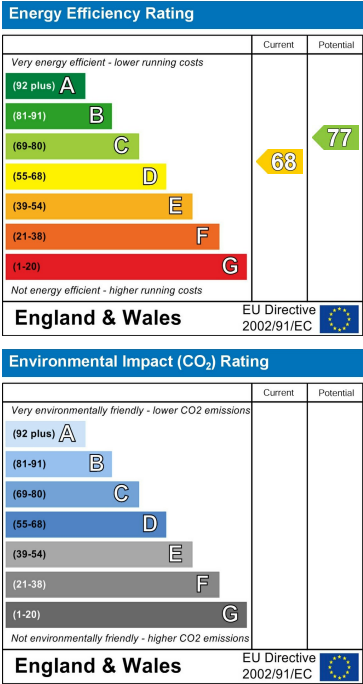 Energy Efficiency Rating
Current Potential
Very energy efficient - lower running costs
(92 plus) A
(81-91) B
(69-80) C
(55-68) D
(39-54) E
(21-38) F
(1-20) G
68
77
Not energy efficient - higher running costs
England & Wales
EU Directive
2002/91/EC
Environmental Impact (CO₂) Rating
Current Potential
Very environmentally friendly - lower CO2 emissions
(92 plus) A
(81-91) B
(69-80) C
(55-68) D
(39-54) E
(21-38) F
(1-20) G
Not environmentally friendly - higher CO2 emissions
England & Wales
EU Directive
2002/91/EC